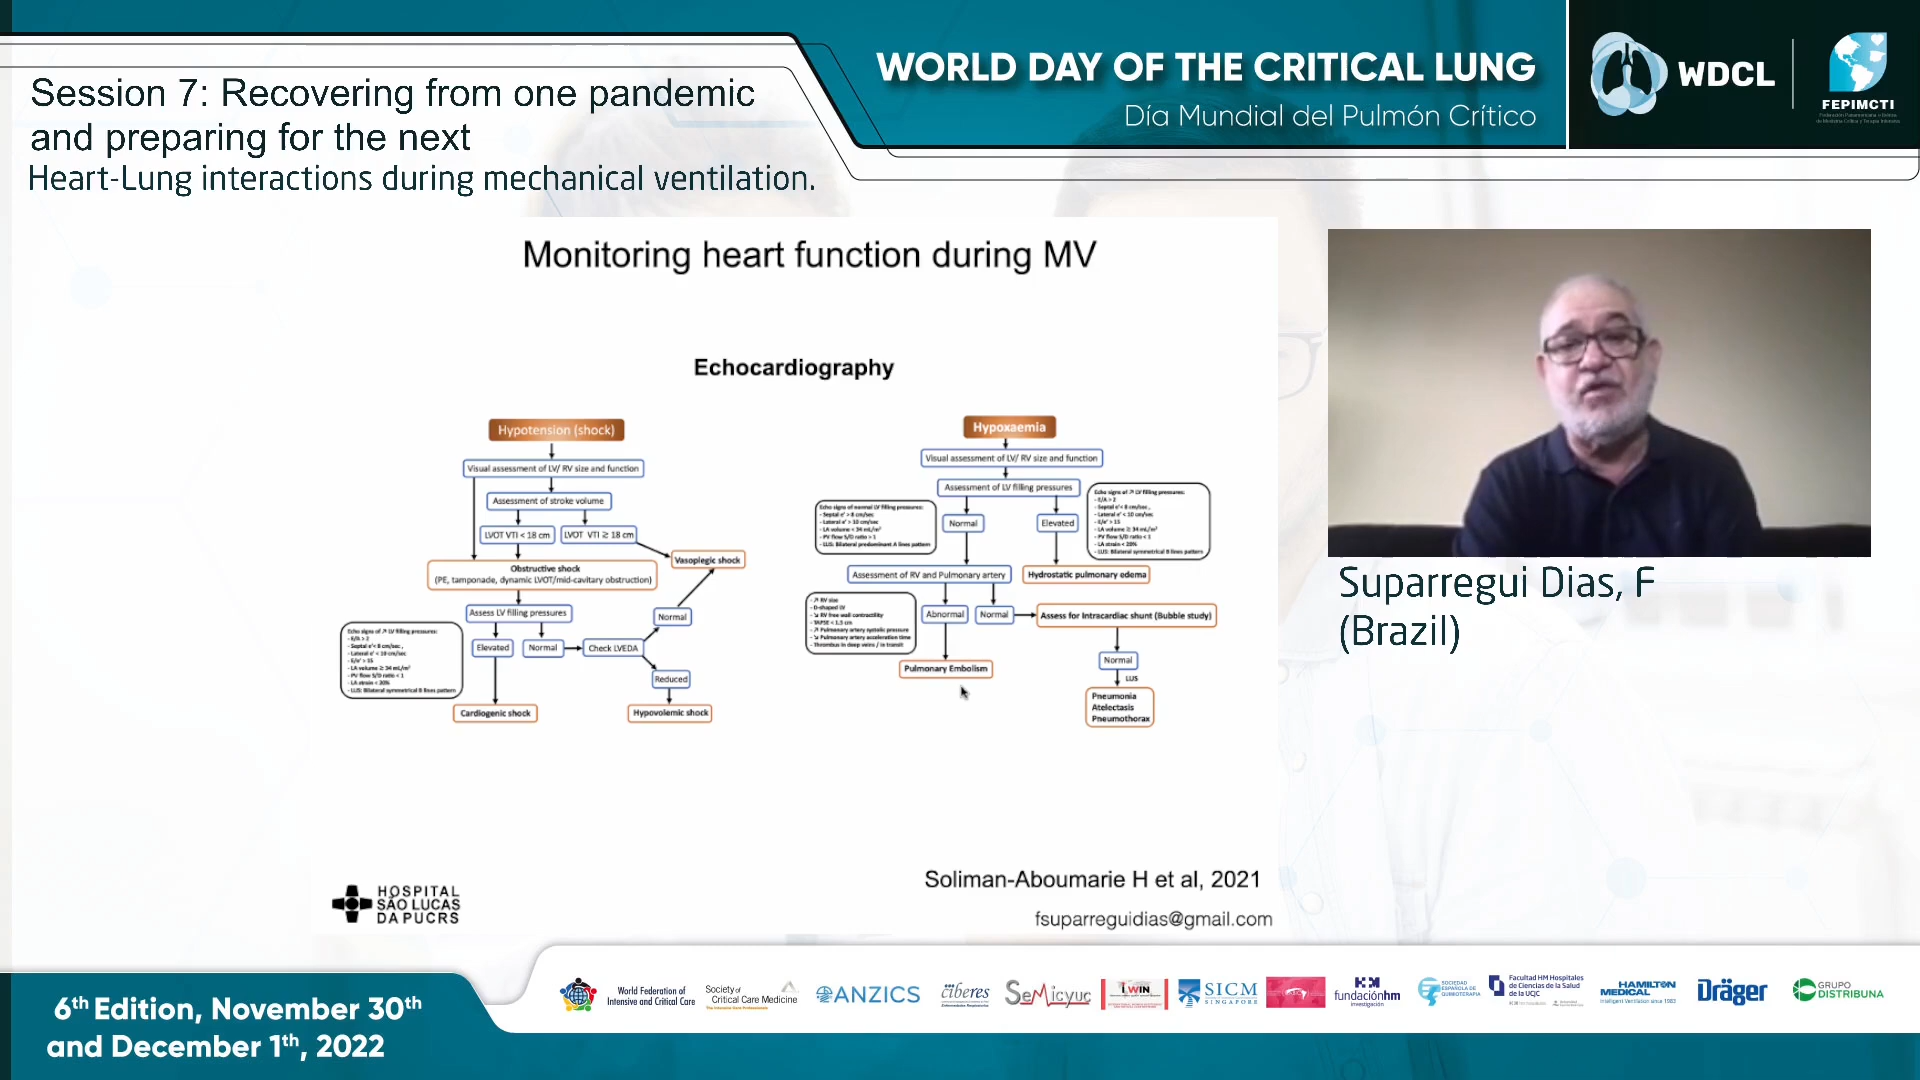 Session 7: Recovering from one pandemic
and preparing for the next
Heart-Lung interactions during mechanical ventilation.
WORLD DAY OF THE CRITICAL LUNG
Día Mundial del Pulmón Crítico
WDCL
FEPIMCTI
Monitoring heart function during MV
Echocardiography
Hypotension (shock)
Visual assessment of LV/ RV size and function
Assessment of stroke volume
LVOT VTI < 18 cm
LVOT VTI ≥ 18 cm
Vasoplegic shock
Obstructive shock
(PE, tamponade, dynamic LVOT/mid-cavitary obstruction)
Assess LV filling pressures
Normal
Echo signs of ↗ LV filling pressures:
- E/A > 2
- Septal e'< 8 cm/sec,
- Lateral e' < 10 cm/sec
- E/e' > 15
- LA volume ≥ 34 mL/m²
- PV flow S/D ratio < 1
- LA strain < 20%
- LUS: Bilateral symmetrical B lines pattern
Elevated
Normal
Check LVEDA
Reduced
Cardiogenic shock
Hypovolemic shock
Hypoxaemia
Visual assessment of LV/ RV size and function
Assessment of LV filling pressures
Echo signs of normal LV filling pressures:
- Septal e' > 8 cm/sec
- Lateral e' > 10 cm/sec
- LA volume < 34 mL/m²
- PV flow S/D ratio > 1
- LUS: Bilateral predominant A lines pattern
Normal
Elevated
Echo signs of ↗ LV filling pressures:
- E/A > 2
- Septal e'< 8 cm/sec,
- Lateral e' < 10 cm/sec
- E/e' > 15
- LA volume ≥ 34 mL/m²
- PV flow S/D ratio < 1
- LA strain < 20%
- LUS: Bilateral symmetrical B lines pattern
Assessment of RV and Pulmonary artery
Hydrostatic pulmonary edema
- ↗ RV size
- D-shaped LV
- ↘ RV free wall contractility
- TAPSE < 1.5 cm
- ↗ Pulmonary artery systolic pressure
- ↘ Pulmonary artery acceleration time
- Thrombus in deep veins / in transit
Abnormal
Normal
Assess for Intracardiac shunt (Bubble study)
Pulmonary Embolism
Normal
LUS
Pneumonia
Atelectasis
Pneumothorax
Soliman-Aboumarie H et al, 2021
fsuparreguidias@gmail.com
HOSPITAL
SÃO LUCAS
DA PUCRS
Suparregui Dias, F
(Brazil)
6th Edition, November 30th
and December 1th, 2022
World Federation of
Intensive and Critical Care
Society of
Critical Care Medicine
ANZICS
ciberes
SeMicyuc
iWIN
SICM
SINGAPORE
fundaciónhm
investigación
SOCIEDAD
ESPAÑOLA DE
QUIMIOTERAPIA
Facultad HM Hospitales
de Ciencias de la Salud
de la UCJC
HAMILTON
MEDICAL
Intelligent Ventilation since 1983
Dräger
GRUPO
DISTRIBUNA